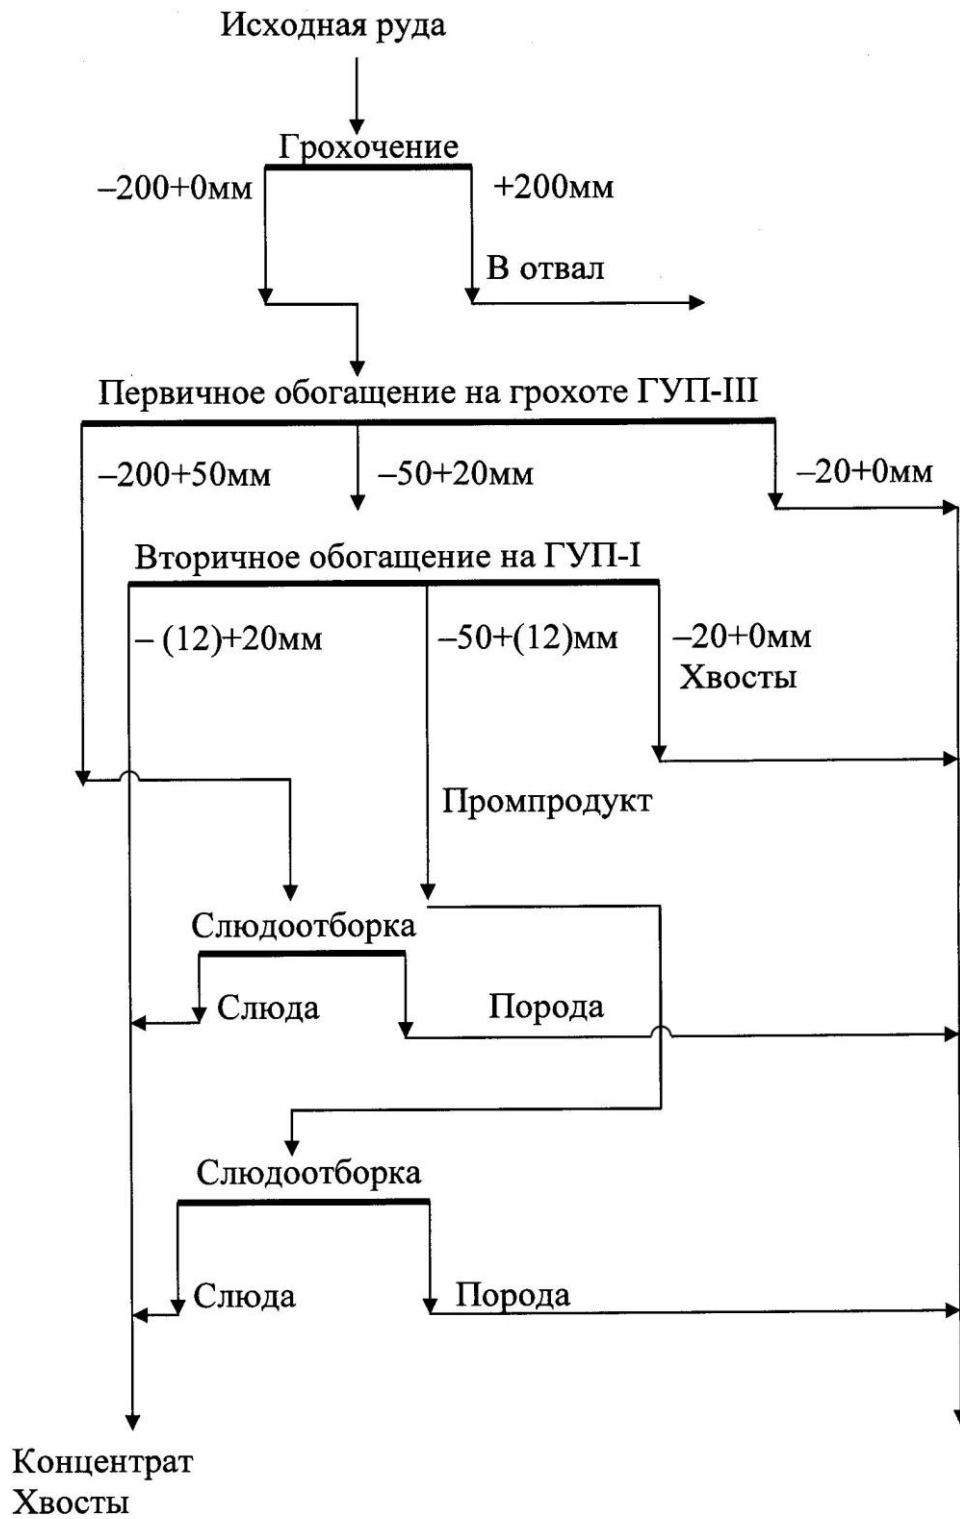 Исходная руда
Грохочение
–200+0мм
+200мм
В отвал
Первичное обогащение на грохоте ГУП-III
–200+50мм
–50+20мм
–20+0мм
Вторичное обогащение на ГУП-I
– (12)+20мм
–50+(12)мм
–20+0мм
Хвосты
Промпродукт
Слюдоотборка
Слюда
Порода
Слюдоотборка
Слюда
Порода
Концентрат
Хвосты